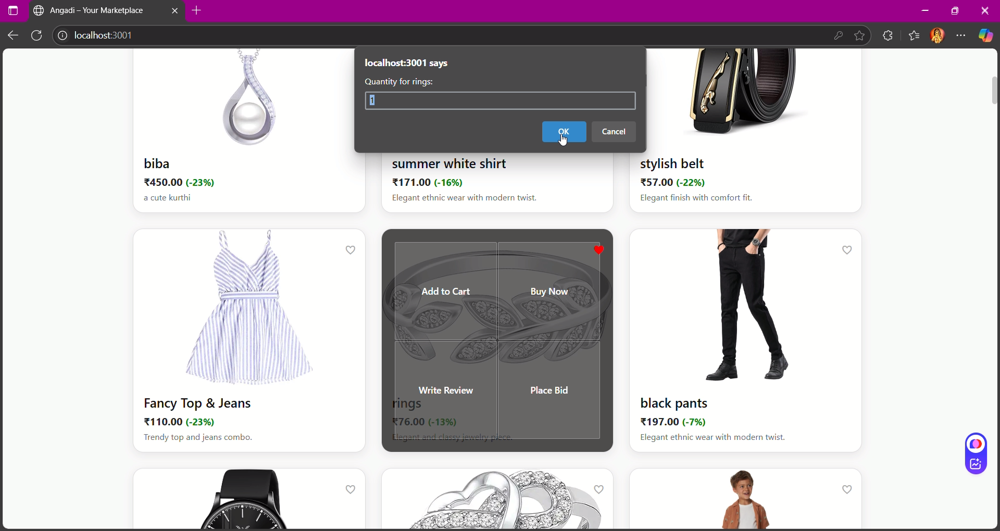 Angadi – Your Marketplace
localhost:3001
localhost:3001 says
Quantity for rings:
1
OK
Cancel
biba
₹450.00 (-23%)
a cute kurthi
summer white shirt
₹171.00 (-16%)
Elegant ethnic wear with modern twist.
stylish belt
₹57.00 (-22%)
Elegant finish with comfort fit.
Fancy Top & Jeans
₹110.00 (-23%)
Trendy top and jeans combo.
Add to Cart
Buy Now
Write Review
Place Bid
rings
₹76.00 (-13%)
Elegant and classy jewelry piece.
black pants
₹197.00 (-7%)
Elegant ethnic wear with modern twist.